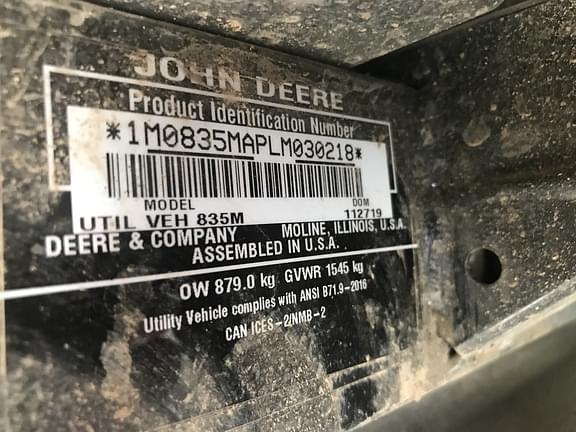 JOHN DEERE
Product Identification Number
*1M0835MAPLM030218*
MODEL DOM
UTIL VEH 835M 112719
DEERE & COMPANY MOLINE, ILLINOIS, U.S.A.
ASSEMBLED IN U.S.A.
OW 879.0 kg GVWR 1545 kg
Utility Vehicle complies with ANSI B71.9-2016
CAN ICES-2/NMB-2